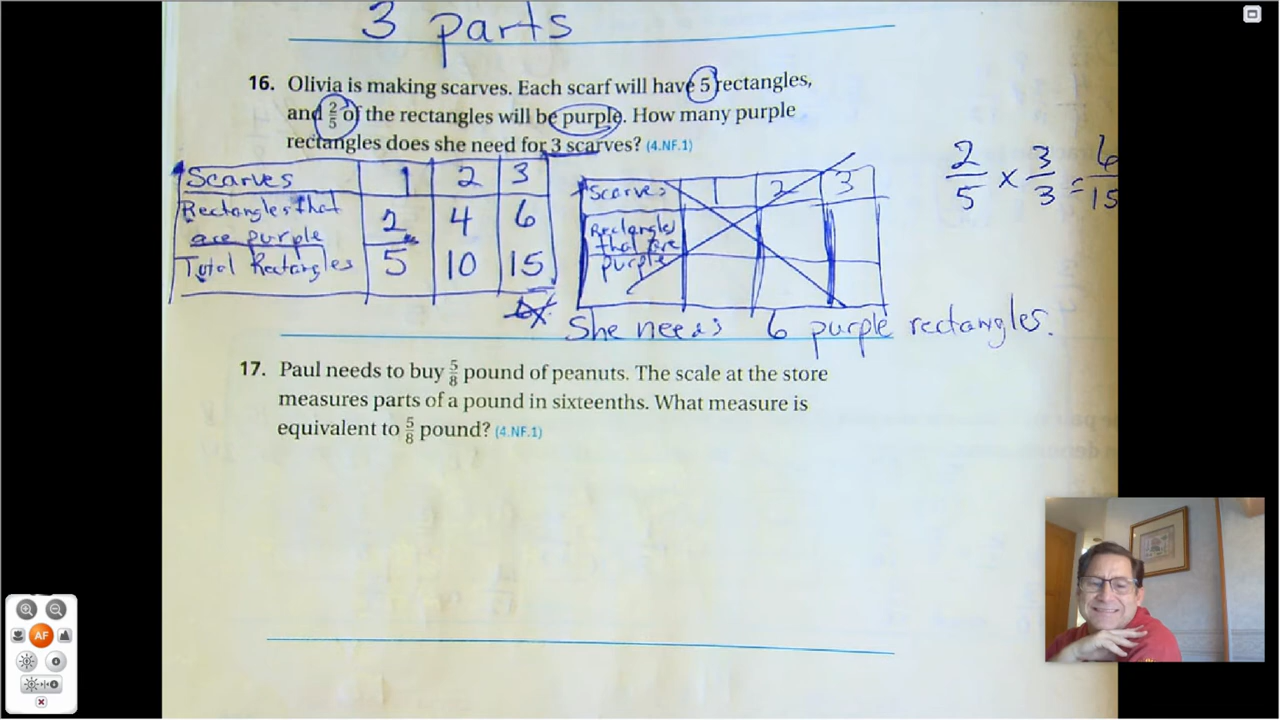 3 parts
16. Olivia is making scarves. Each scarf will have 5 rectangles,
and 2/5 of the rectangles will be purple. How many purple
rectangles does she need for 3 scarves? (4.NF.1)
Scarves 1 2 3
Rectangles that
are purple 2 4 6
Total Rectangles 5 10 15
Scarves 1 2 3
Rectangles
that are
purple
2/5 x 3/3 = 6/15
She needs 6 purple rectangles.
17. Paul needs to buy 5/8 pound of peanuts. The scale at the store
measures parts of a pound in sixteenths. What measure is
equivalent to 5/8 pound? (4.NF.1)
AF